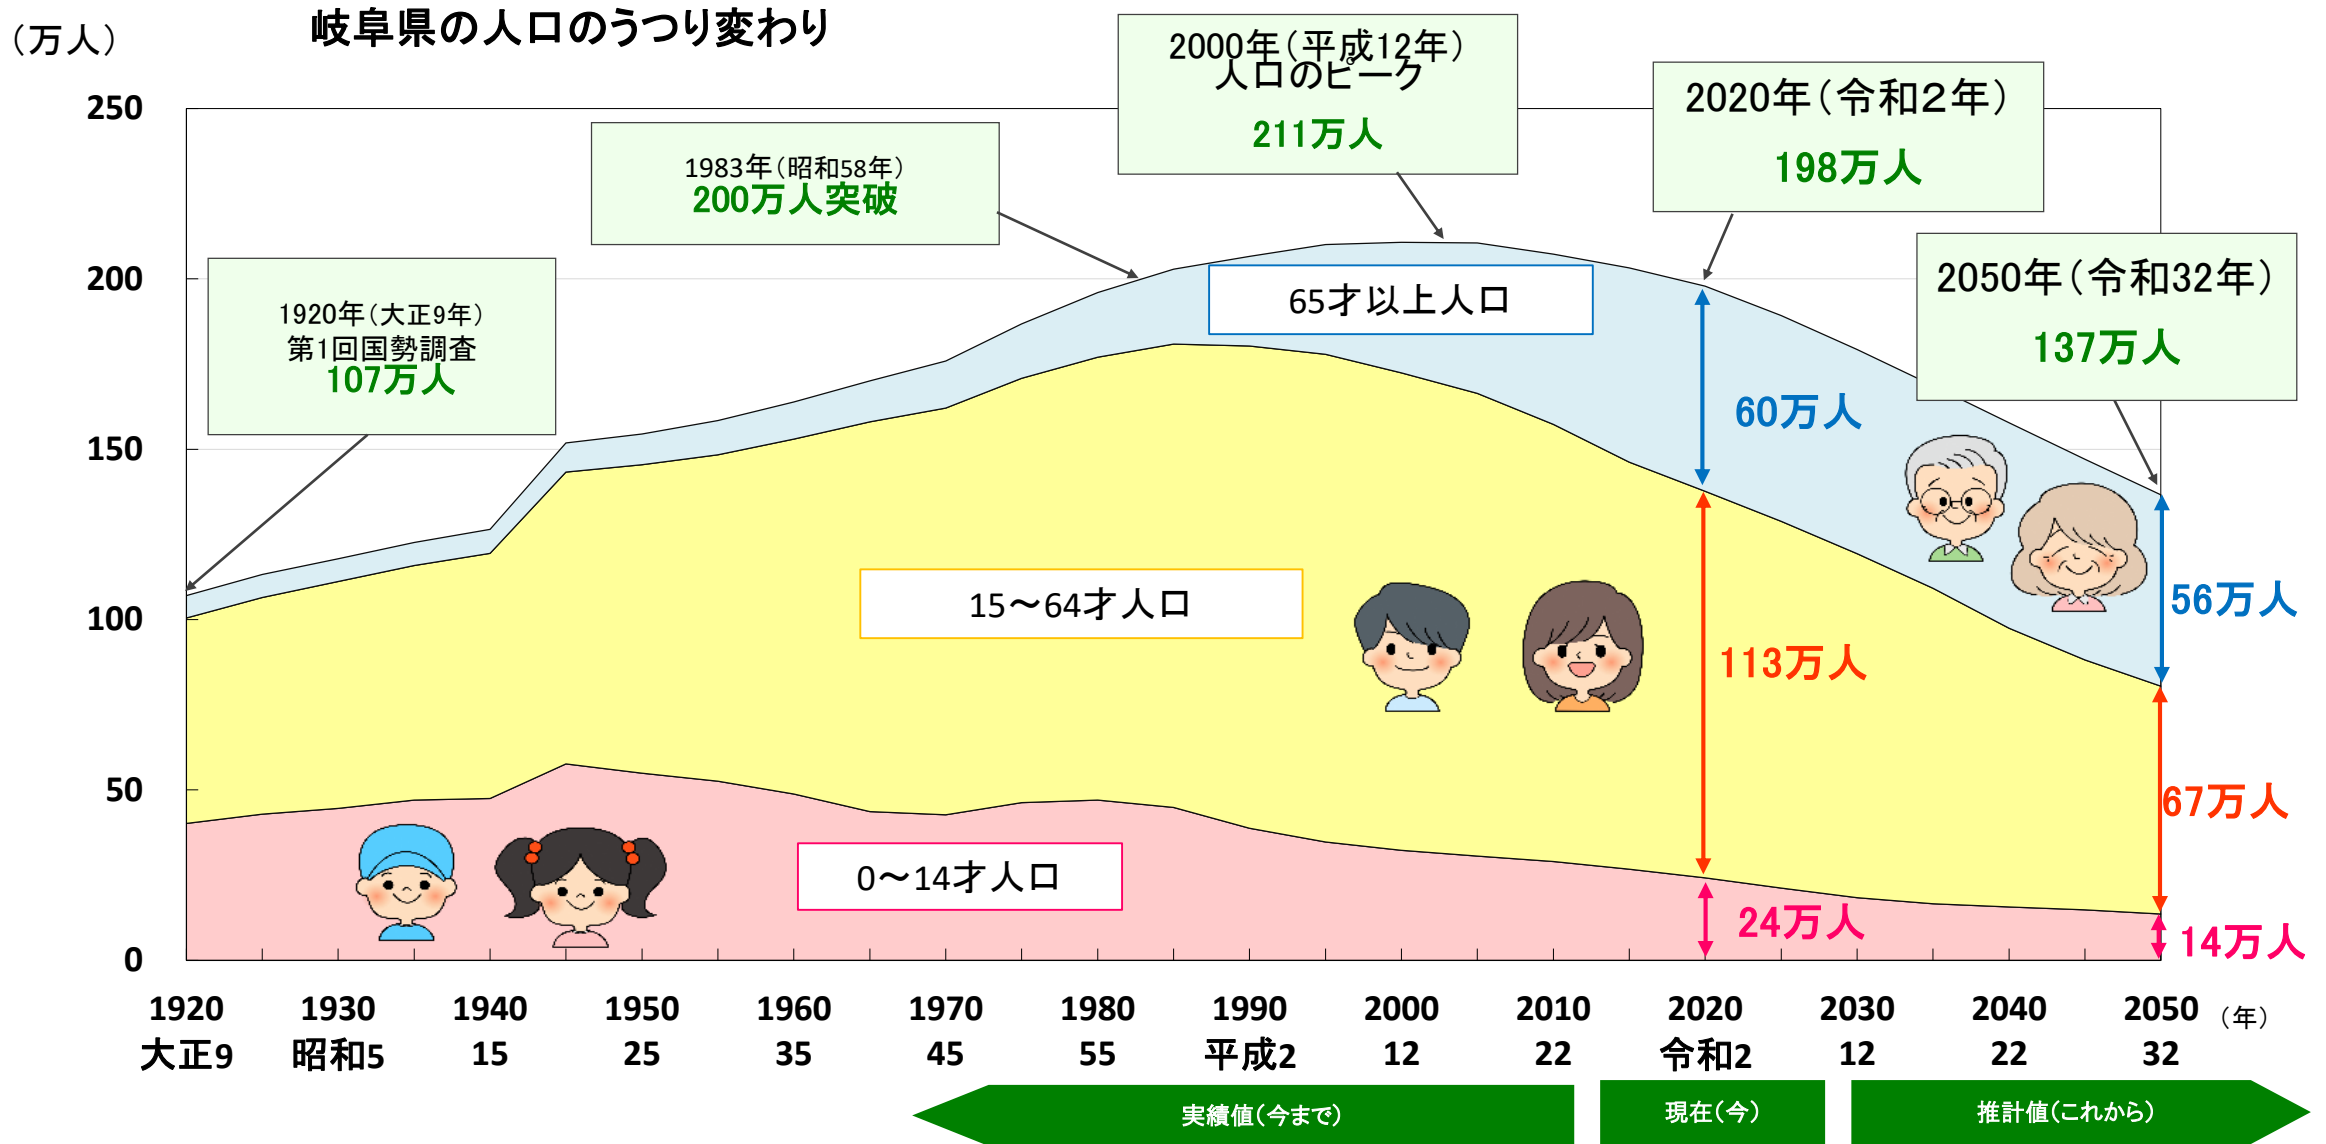 岐阜県の人口のうつり変わり
（万人）
2000年（平成12年）
人口のピーク
211万人
2020年（令和２年）
198万人
1983年（昭和58年）
200万人突破
2050年（令和32年）
137万人
1920年（大正9年）
第1回国勢調査
107万人
250
200
150
100
50
0
65才以上人口
15～64才人口
0～14才人口
60万人
113万人
24万人
56万人
67万人
14万人
1920 1930 1940 1950 1960 1970 1980 1990 2000 2010 2020 2030 2040 2050 （年）
大正9 昭和5 15 25 35 45 55 平成2 12 22 令和2 12 22 32
実績値（今まで） 現在（今） 推計値（これから）